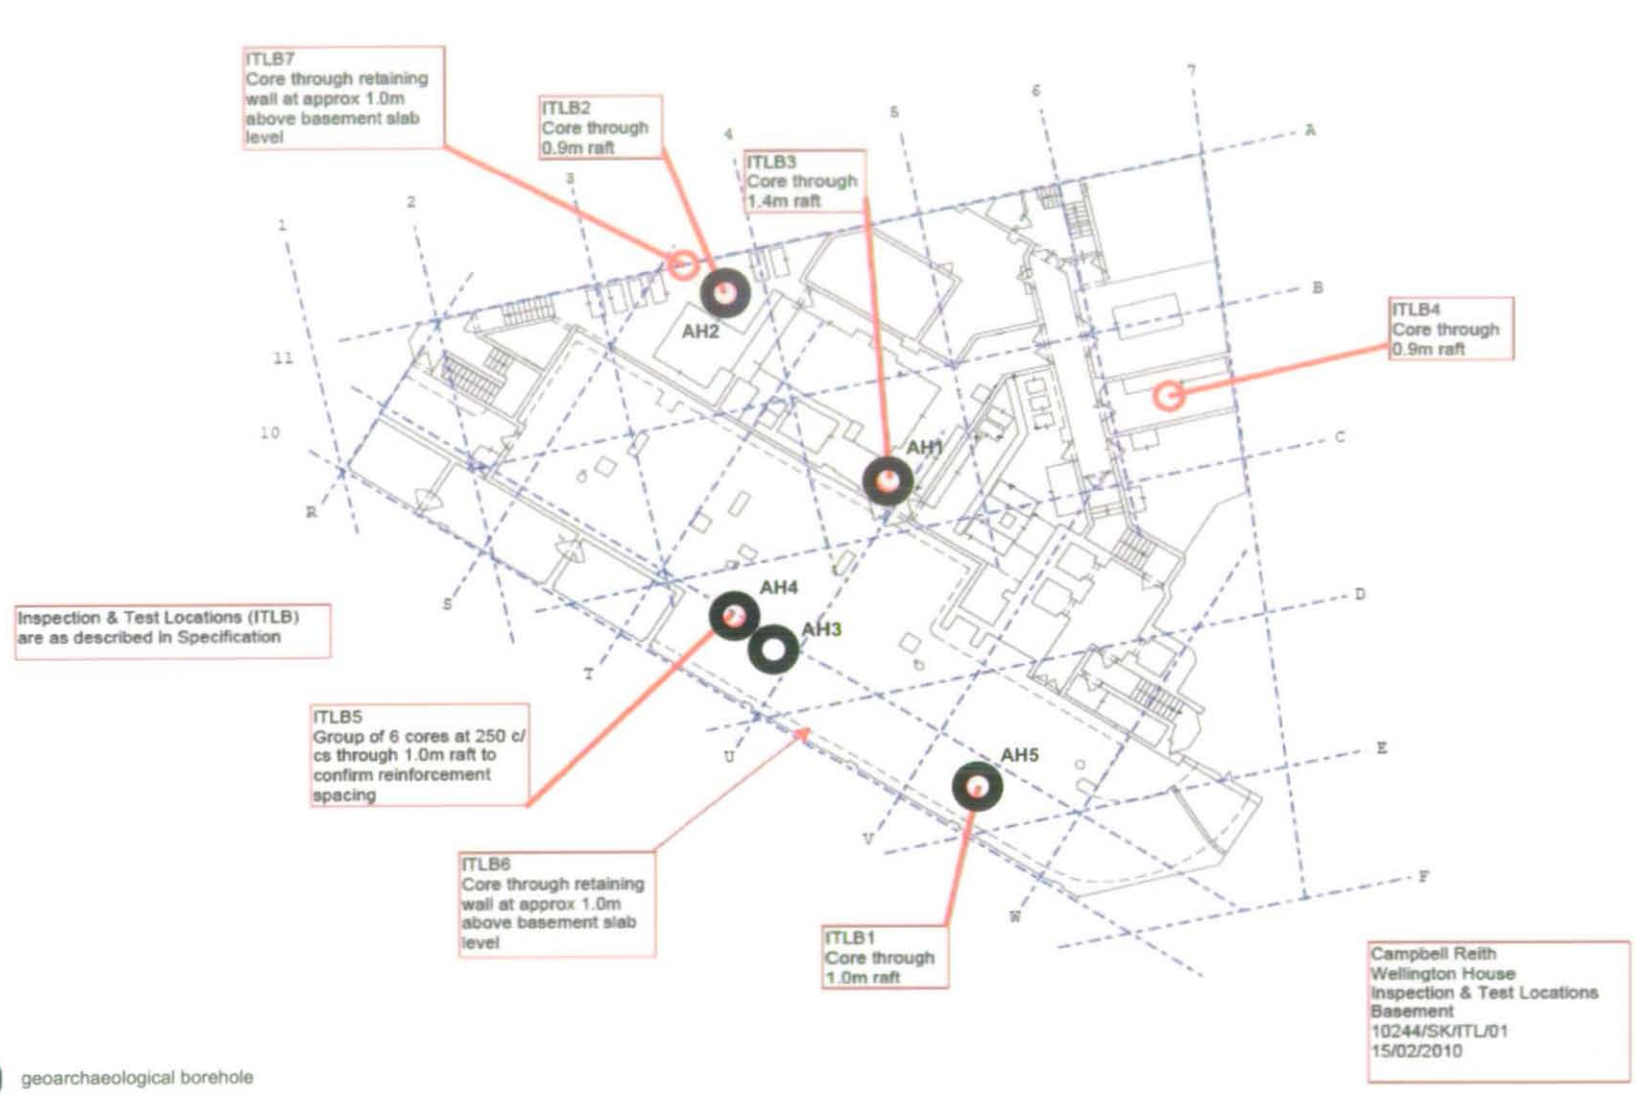 ITLB7
Core through retaining
wall at approx 1.0m
above basement slab
level
ITLB2
Core through
0.9m raft
ITLB3
Core through
1.4m raft
1
2
3
4
5
6
7
A
B
ITLB4
Core through
0.9m raft
AH2
11
10
C
AH1
R
S
D
AH4
AH3
Inspection & Test Locations (ITLB)
are as described in Specification
T
ITLB5
Group of 6 cores at 250 c/
cs through 1.0m raft to
confirm reinforcement
spacing
U
AH5
E
V
ITLB6
Core through retaining
wall at approx 1.0m
above basement slab
level
F
W
ITLB1
Core through
1.0m raft
Campbell Reith
Wellington House
Inspection & Test Locations
Basement
10244/SK/ITL/01
15/02/2010
geoarchaeological borehole